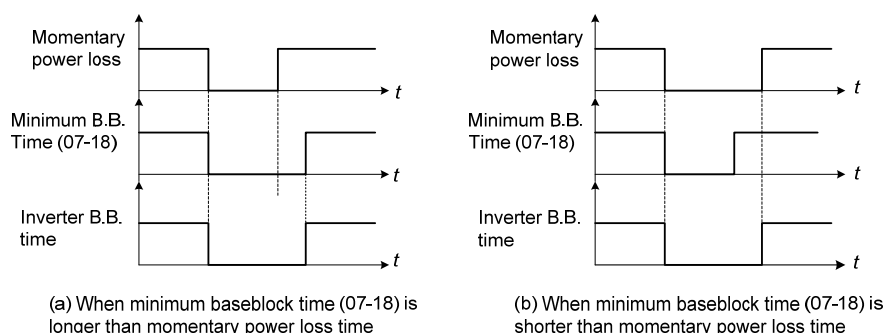 Momentary
power loss
t
Minimum B.B.
Time (07-18)
t
Inverter B.B.
time
t
(a) When minimum baseblock time (07-18) is
longer than momentary power loss time
Momentary
power loss
t
Minimum B.B.
Time (07-18)
t
Inverter B.B.
time
t
(b) When minimum baseblock time (07-18) is
shorter than momentary power loss time